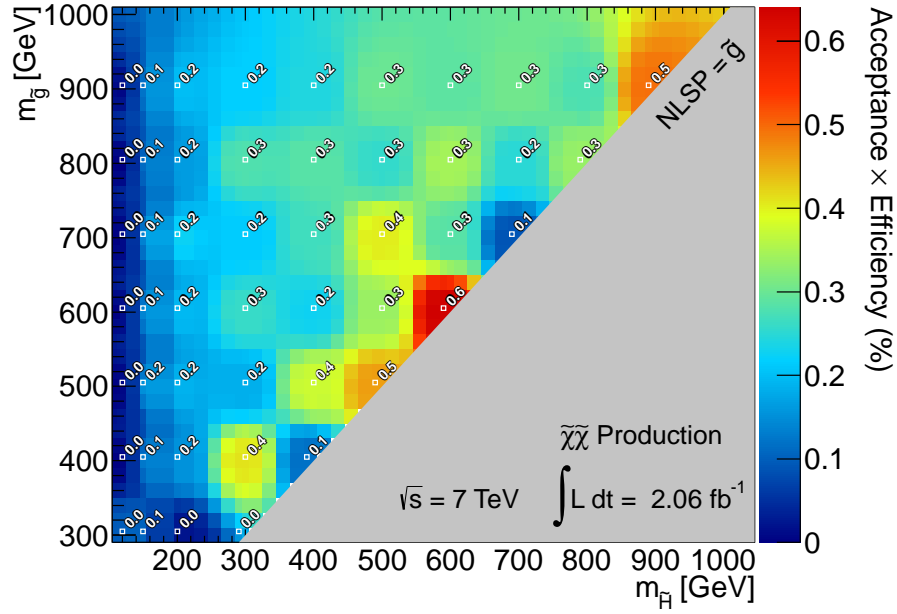 1000
900
800
700
600
500
400
300
m_g̃ [GeV]
0.0 0.1 0.2 0.2 0.3 0.3 0.3 0.3 0.5
0.0 0.1 0.2 0.3 0.3 0.3 0.3 0.2 0.3
0.0 0.1 0.2 0.2 0.3 0.4 0.3 0.1
0.0 0.2 0.2 0.3 0.2 0.3 0.6
0.0 0.2 0.2 0.2 0.4 0.5
0.0 0.1 0.2 0.4 0.1
0.0 0.1 0.0 0.0
NLSP = g̃
χ̃χ̃ Production
√s = 7 TeV ∫L dt = 2.06 fb⁻¹
200 300 400 500 600 700 800 900 1000
m_H̃ [GeV]
0.6
0.5
0.4
0.3
0.2
0.1
0
Acceptance × Efficiency (%)